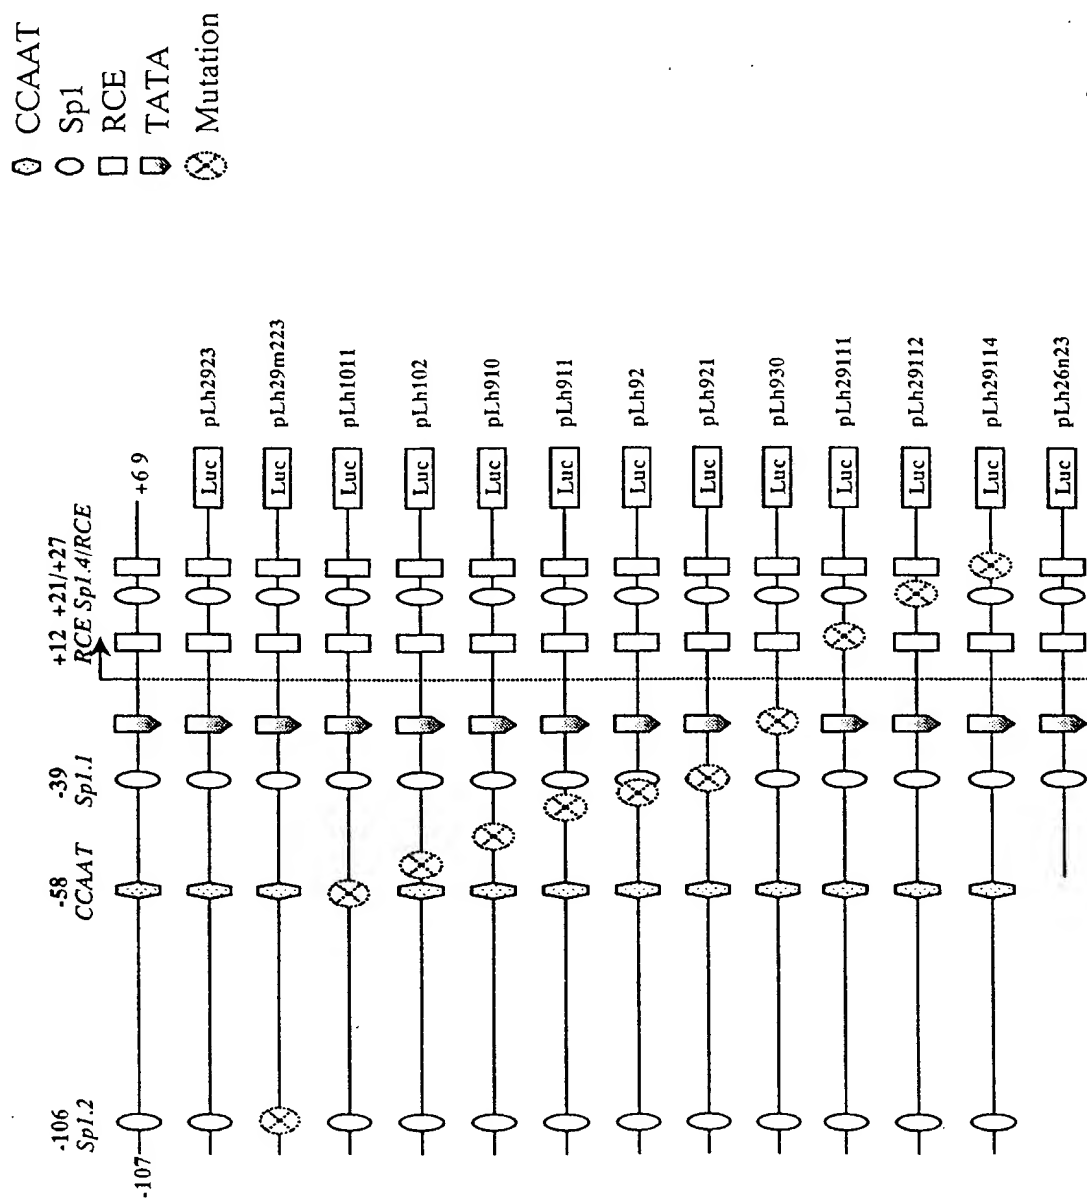 CCAAT
Sp1
RCE
TATA
Mutation
-106 -58 -39 +12 +21/+27
Sp1.2 CCAAT Sp1.1 RCE Sp1.4/RCE
-107 +6 9
Luc pLh2923
Luc pLh29m223
Luc pLh1011
Luc pLh102
Luc pLh910
Luc pLh911
Luc pLh92
Luc pLh921
Luc pLh930
Luc pLh29111
Luc pLh29112
Luc pLh29114
Luc pLh26n23